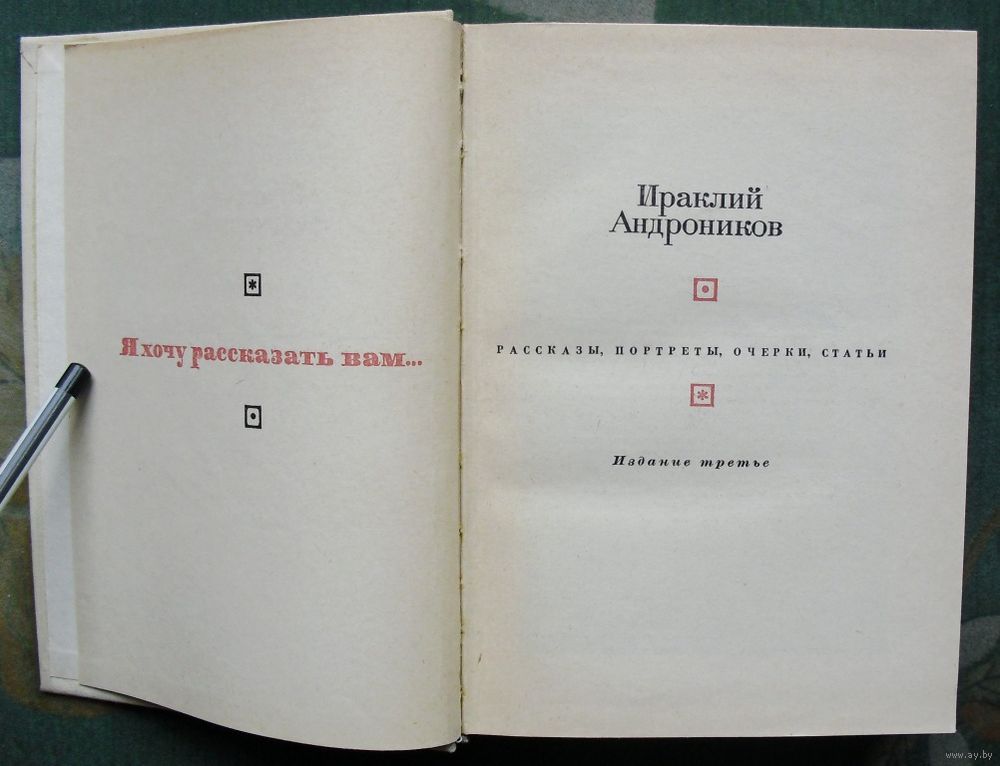 Я хочу рассказать вам...
Ираклий
Андроников
РАССКАЗЫ, ПОРТРЕТЫ, ОЧЕРКИ, СТАТЬИ
Издание третье
www.ay.by